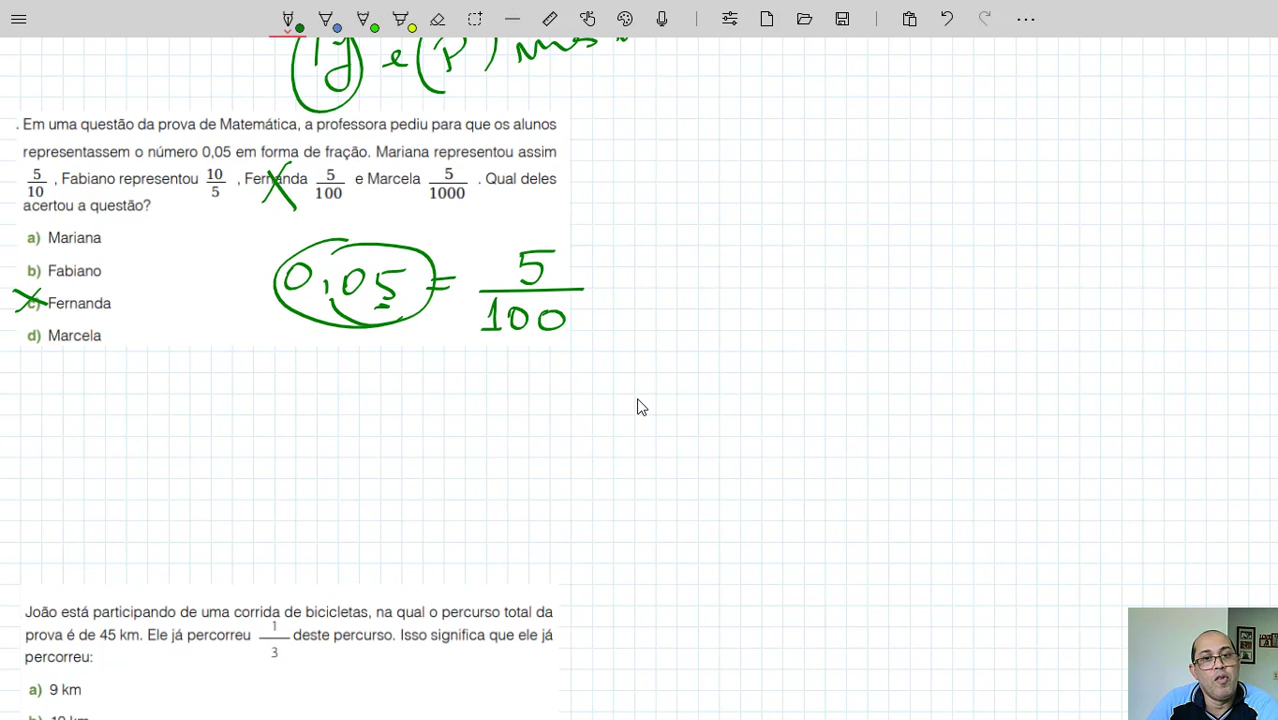 e (P)
. Em uma questão da prova de Matemática, a professora pediu para que os alunos
representassem o número 0,05 em forma de fração. Mariana representou assim
5/10 , Fabiano representou 10/5 , Fernanda 5/100 e Marcela 5/1000 . Qual deles
acertou a questão?
a) Mariana
b) Fabiano
c) Fernanda
d) Marcela
0,05 = 5/100
João está participando de uma corrida de bicicletas, na qual o percurso total da
prova é de 45 km. Ele já percorreu 1/3 deste percurso. Isso significa que ele já
percorreu:
a) 9 km
b) 10 km